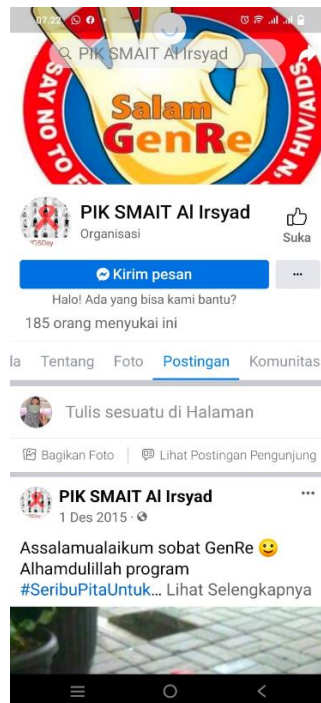 07.22
PIK SMAIT Al Irsyad
SAY NO TO
'N HIV/AIDS
Salam
GenRe
PIK SMAIT Al Irsyad
Organisasi
Suka
Kirim pesan
Halo! Ada yang bisa kami bantu?
185 orang menyukai ini
da Tentang Foto Postingan Komunitas
Tulis sesuatu di Halaman
Bagikan Foto Lihat Postingan Pengunjung
PIK SMAIT Al Irsyad
1 Des 2015
Assalamualaikum sobat GenRe
Alhamdulillah program
#SeribuPitaUntuk... Lihat Selengkapnya